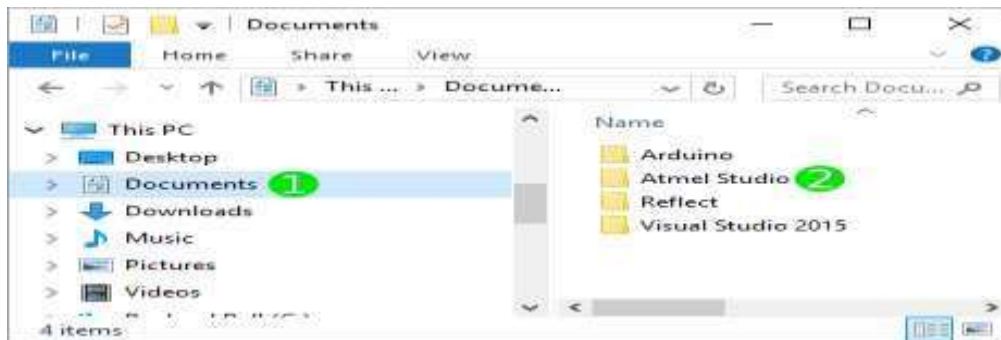 Documents
File Home Share View
This ... Docume... Search Docu...
This PC
Desktop
Documents 1
Downloads
Music
Pictures
Videos
Name
Arduino
Atmel Studio 2
Reflect
Visual Studio 2015
4 items